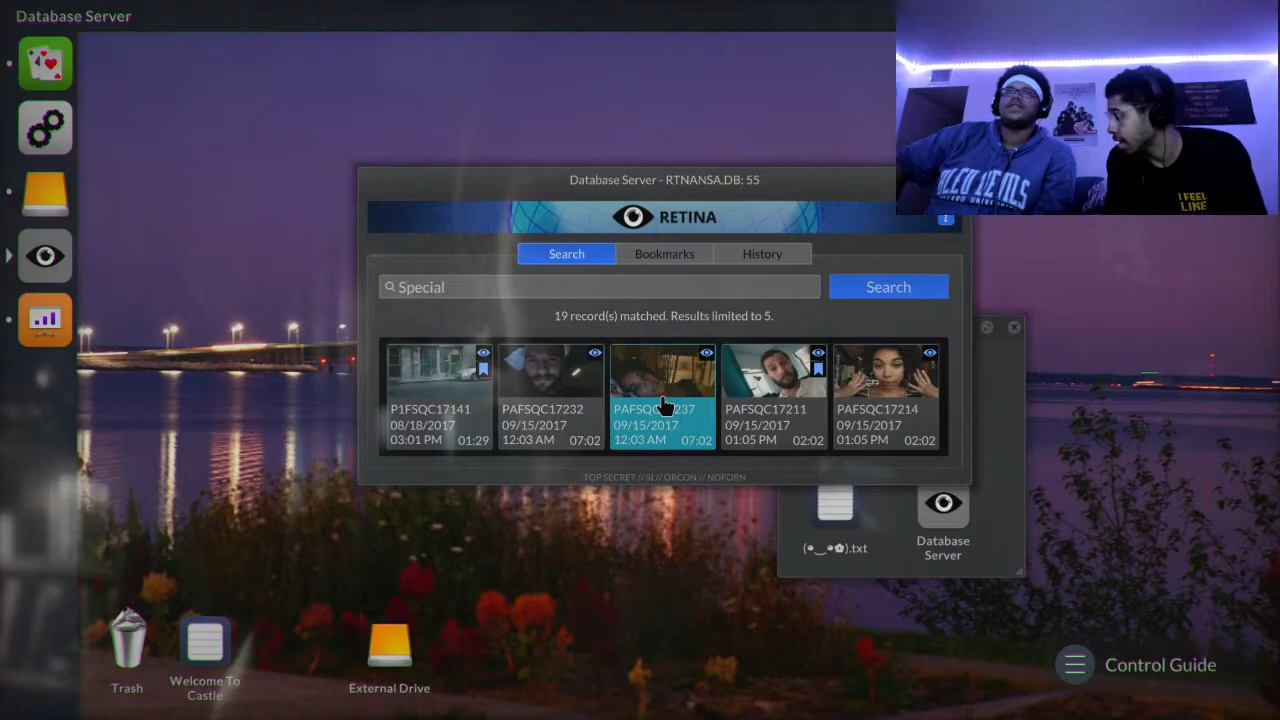 Database Server
Database Server - RTNANSA.DB: 55
RETINA
Search
Bookmarks
History
Special
Search
19 record(s) matched. Results limited to 5.
P1FSQC17141
08/18/2017
03:01 PM
01:29
PAFSQC17232
09/15/2017
12:03 AM
07:02
09/15/2017
12:03 AM
07:02
PAFSQC17211
09/15/2017
01:05 PM
02:02
PAFSQC17214
09/15/2017
01:05 PM
02:02
TOP SECRET // SI // ORCON // NOFORN
(•‿•✿).txt
Database
Server
Trash
Welcome To
Castle
External Drive
Control Guide
I FEEL
LIKE